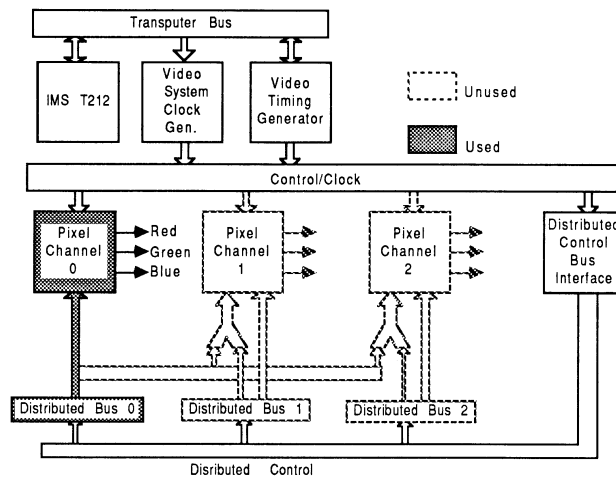 Transputer Bus
IMS T212
Video
System
Clock
Gen.
Video
Timing
Generator
Unused
Used
Control/Clock
Pixel
Channel
0
Red
Green
Blue
Pixel
Channel
1
Pixel
Channel
2
Distributed
Control
Bus
Interface
Distributed Bus 0
Distributed Bus 1
Distributed Bus 2
Disributed Control